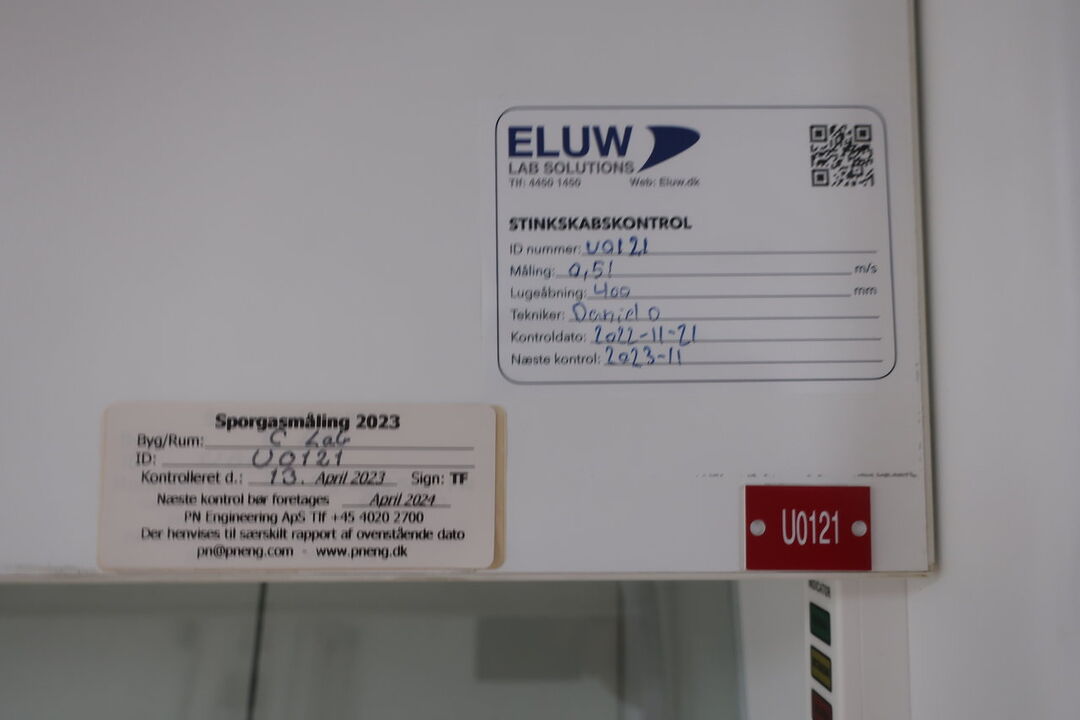 ELUW
LAB SOLUTIONS
Tlf: 4450 1450 Web: Eluw.dk
STINKSKABSKONTROL
ID nummer: U0121
Måling: 0,51 m/s
Lugeåbning: 400 mm
Tekniker: Daniel O
Kontroldato: 2022-11-21
Næste kontrol: 2023-11
Sporgasmåling 2023
Byg/Rum: C Lab
ID: U0121
Kontrolleret d.: 13. April 2023 Sign: TF
Næste kontrol bør foretages April 2024
PN Engineering ApS Tlf +45 4020 2700
Der henvises til særskilt rapport af ovenstående dato
pn@pneng.com - www.pneng.dk
U0121
INDICATOR